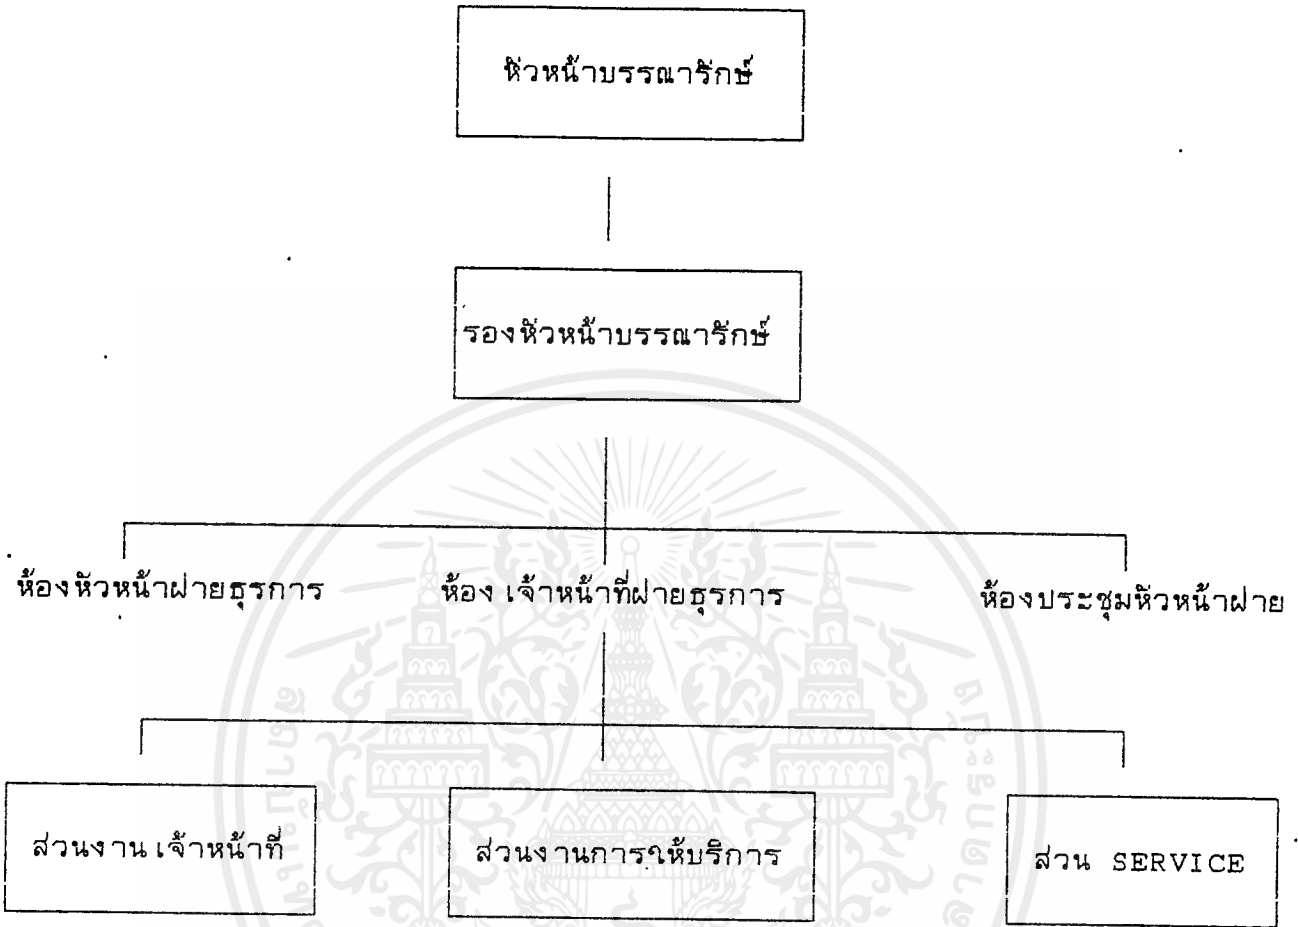 หัวหน้าบรรณารักษ์
รองหัวหน้าบรรณารักษ์
ห้องหัวหน้าฝ่ายธุรการ
ห้อง เจ้าหน้าที่ฝ่ายธุรการ
ห้องประชุมหัวหน้าฝ่าย
ส่วนงาน เจ้าหน้าที่
ส่วนงานการให้บริการ
ส่วน SERVICE